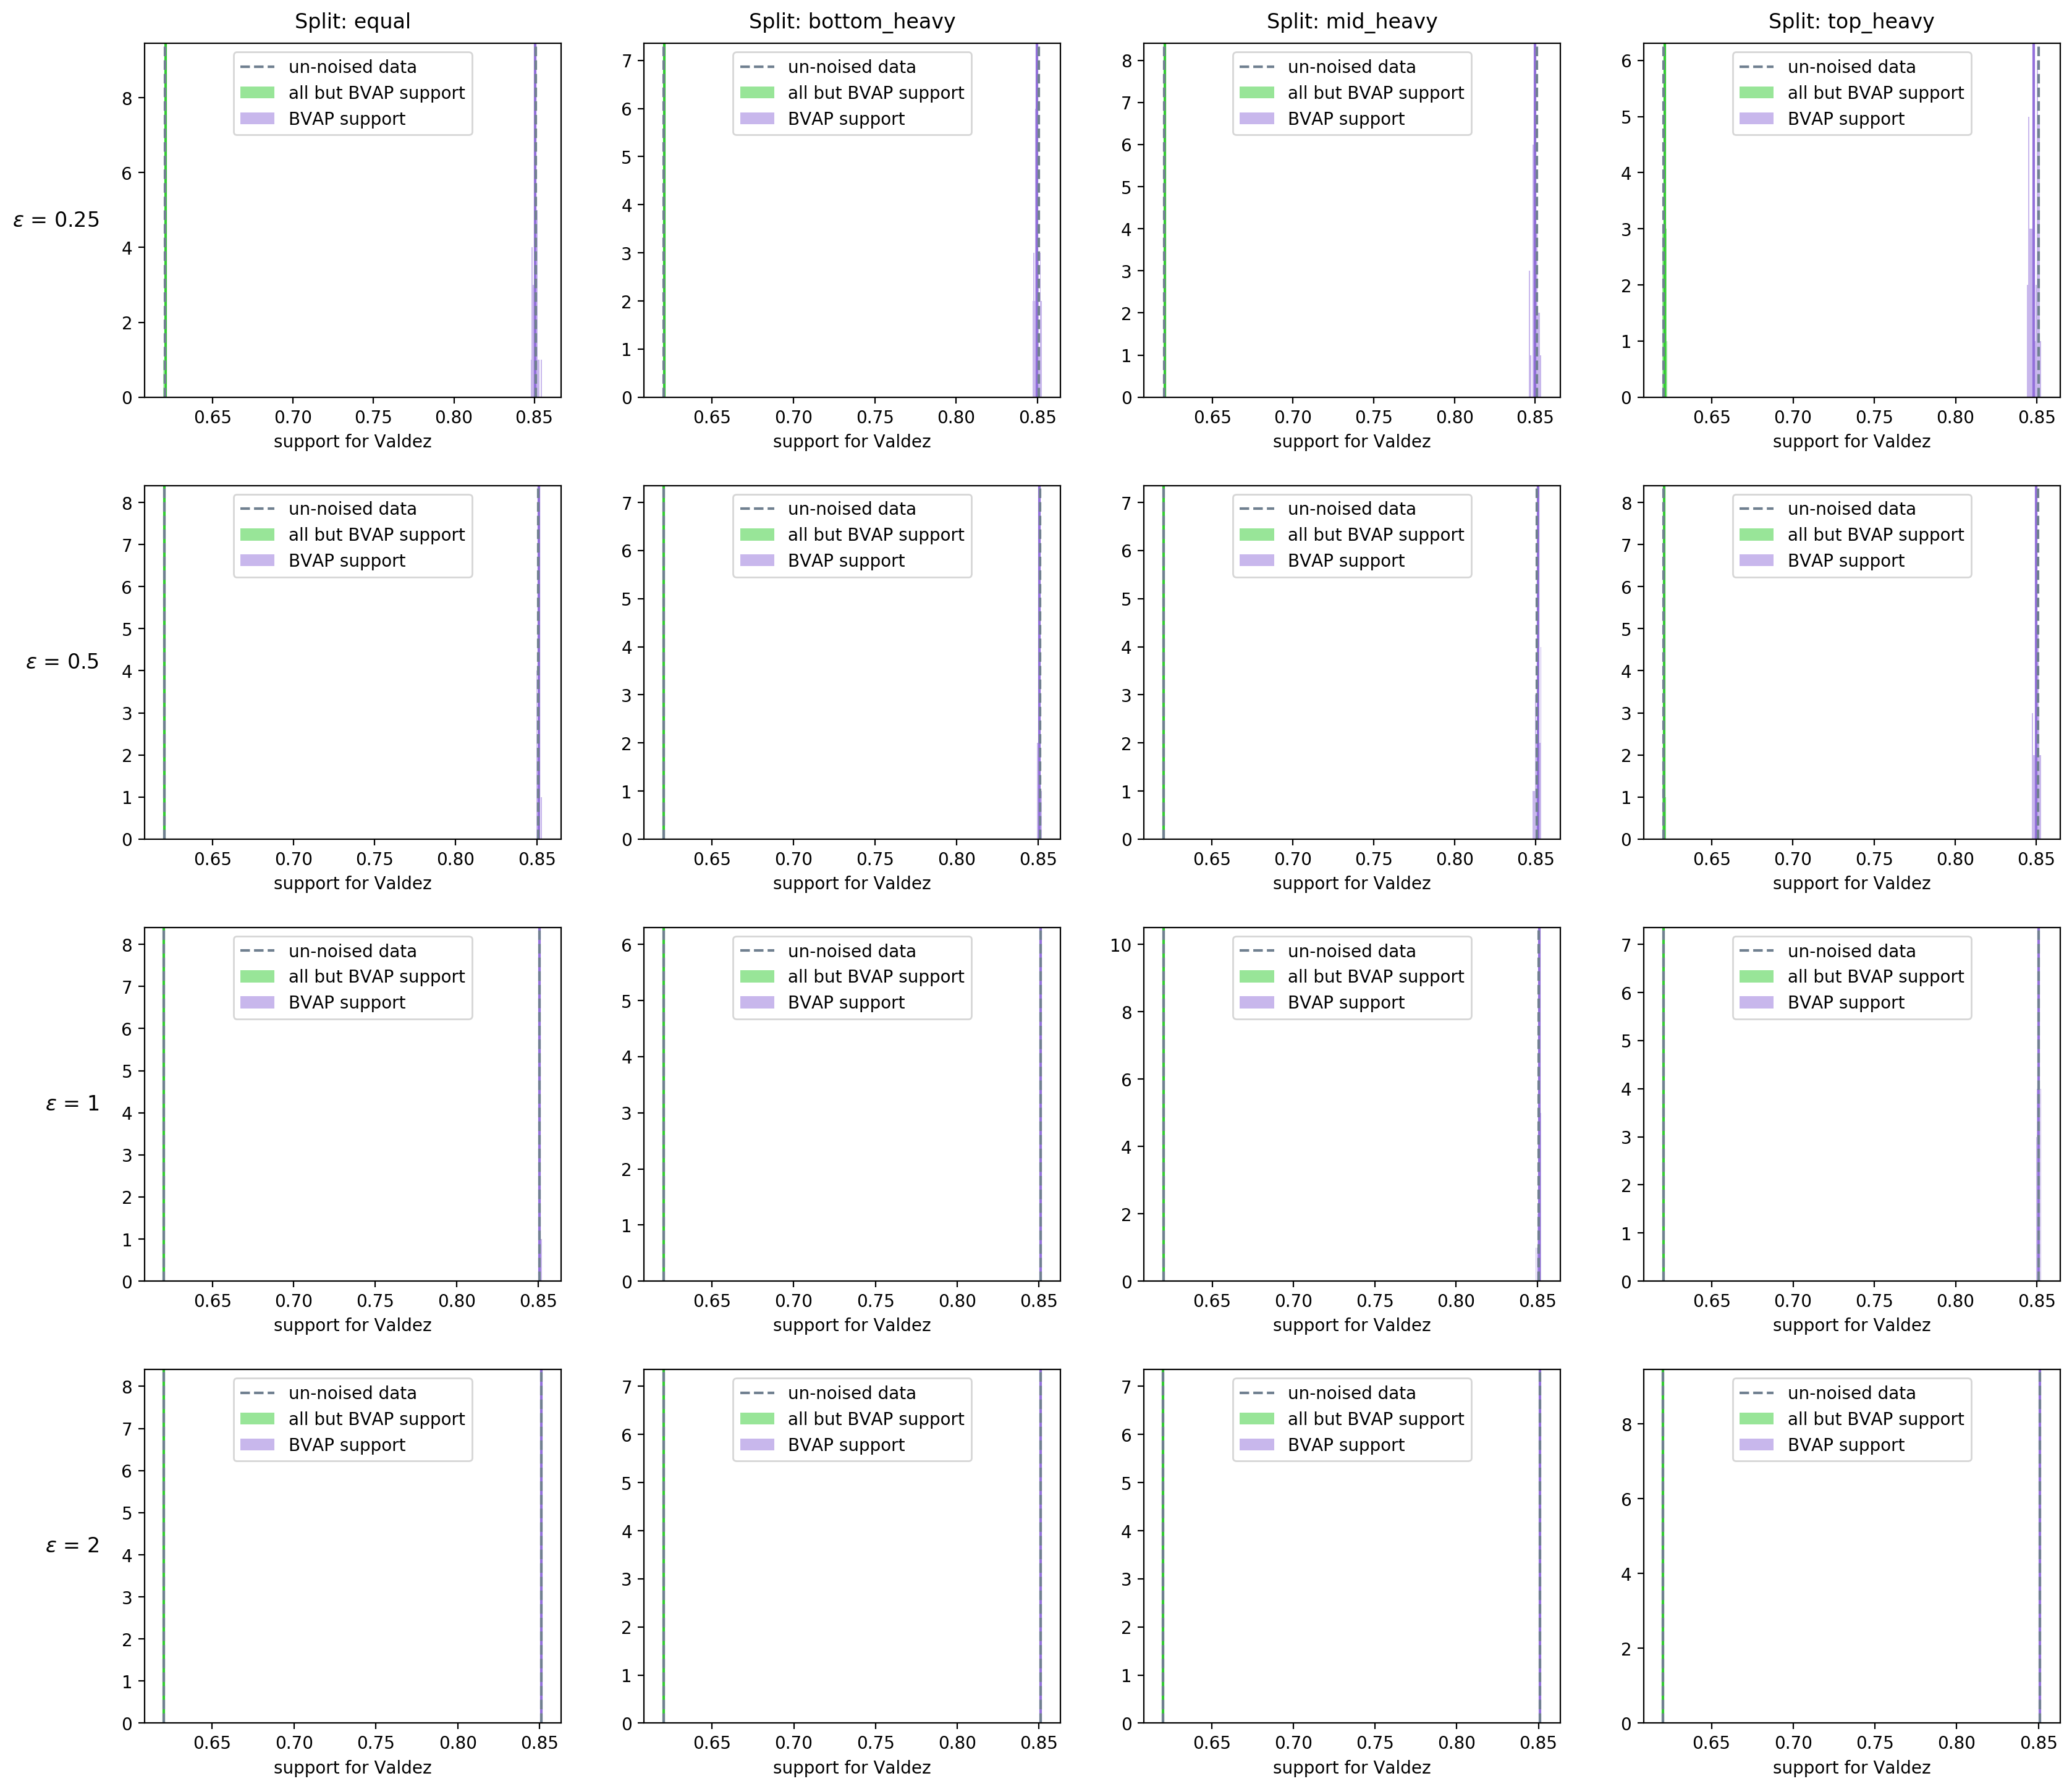 Split: equal
Split: bottom_heavy
Split: mid_heavy
Split: top_heavy
ε = 0.25
un-noised data
all but BVAP support
BVAP support
0 2 4 6 8
0.65 0.70 0.75 0.80 0.85
support for Valdez
un-noised data
all but BVAP support
BVAP support
0 1 2 3 4 5 6 7
0.65 0.70 0.75 0.80 0.85
support for Valdez
un-noised data
all but BVAP support
BVAP support
0 1 2 3 4 5 6 7 8
0.65 0.70 0.75 0.80 0.85
support for Valdez
un-noised data
all but BVAP support
BVAP support
0 1 2 3 4 5 6
0.65 0.70 0.75 0.80 0.85
support for Valdez
ε = 0.5
un-noised data
all but BVAP support
BVAP support
0 1 2 3 4 5 6 7 8
0.65 0.70 0.75 0.80 0.85
support for Valdez
un-noised data
all but BVAP support
BVAP support
0 1 2 3 4 5 6 7
0.65 0.70 0.75 0.80 0.85
support for Valdez
un-noised data
all but BVAP support
BVAP support
0 1 2 3 4 5 6 7
0.65 0.70 0.75 0.80 0.85
support for Valdez
un-noised data
all but BVAP support
BVAP support
0 1 2 3 4 5 6 7 8
0.65 0.70 0.75 0.80 0.85
support for Valdez
ε = 1
un-noised data
all but BVAP support
BVAP support
0 1 2 3 4 5 6 7 8
0.65 0.70 0.75 0.80 0.85
support for Valdez
un-noised data
all but BVAP support
BVAP support
0 1 2 3 4 5 6
0.65 0.70 0.75 0.80 0.85
support for Valdez
un-noised data
all but BVAP support
BVAP support
0 2 4 6 8 10
0.65 0.70 0.75 0.80 0.85
support for Valdez
un-noised data
all but BVAP support
BVAP support
0 1 2 3 4 5 6 7
0.65 0.70 0.75 0.80 0.85
support for Valdez
ε = 2
un-noised data
all but BVAP support
BVAP support
0 1 2 3 4 5 6 7 8
0.65 0.70 0.75 0.80 0.85
support for Valdez
un-noised data
all but BVAP support
BVAP support
0 1 2 3 4 5 6 7
0.65 0.70 0.75 0.80 0.85
support for Valdez
un-noised data
all but BVAP support
BVAP support
0 1 2 3 4 5 6 7
0.65 0.70 0.75 0.80 0.85
support for Valdez
un-noised data
all but BVAP support
BVAP support
0 2 4 6 8
0.65 0.70 0.75 0.80 0.85
support for Valdez